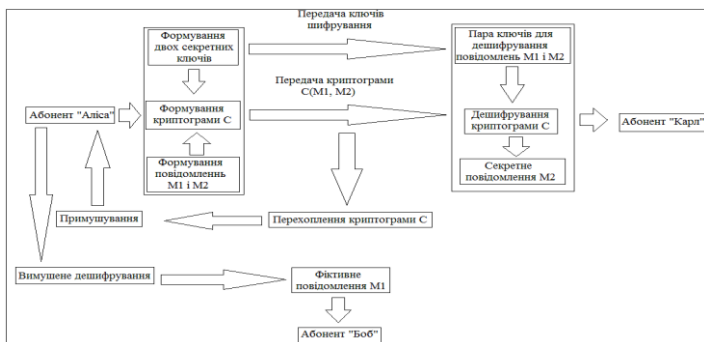 Передача ключів
шифрування
Формування
двох секретних
ключів
Пара ключів для
дешифрування
повідомлень М1 і М2
Передача криптограми
С(М1, М2)
Абонент "Аліса"
Формування
криптограми С
Дешифрування
криптограми С
Абонент "Карл"
Формування
повідомленнь
М1 і М2
Секретне
повідомлення М2
Примушування
Перехоплення криптограми С
Вимушене дешифрування
Фіктивне
повідомлення М1
Абонент "Боб"